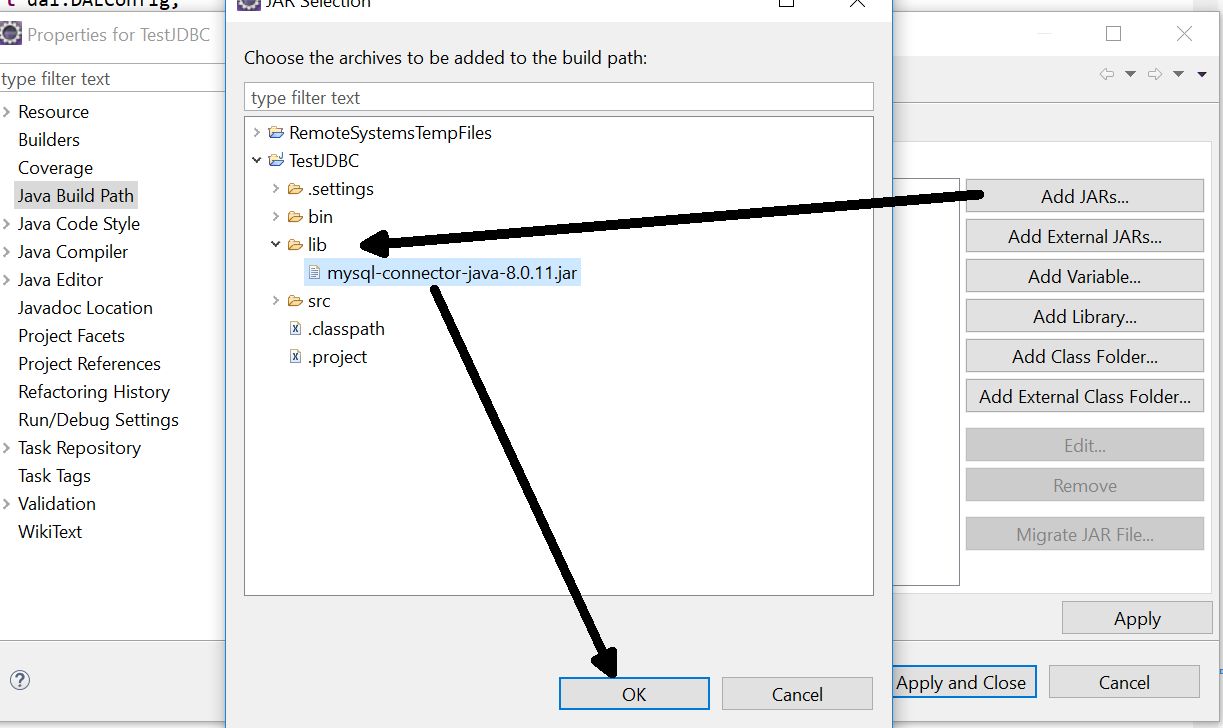 t dal.DALConfig;
JAR Selection
Properties for TestJDBC
type filter text
Resource
Builders
Coverage
Java Build Path
Java Code Style
Java Compiler
Java Editor
Javadoc Location
Project Facets
Project References
Refactoring History
Run/Debug Settings
Task Repository
Task Tags
Validation
WikiText
Choose the archives to be added to the build path:
type filter text
RemoteSystemsTempFiles
TestJDBC
.settings
bin
lib
mysql-connector-java-8.0.11.jar
src
.classpath
.project
OK
Cancel
Add JARs...
Add External JARs...
Add Variable...
Add Library...
Add Class Folder...
Add External Class Folder...
Edit...
Remove
Migrate JAR File...
Apply
Apply and Close
Cancel